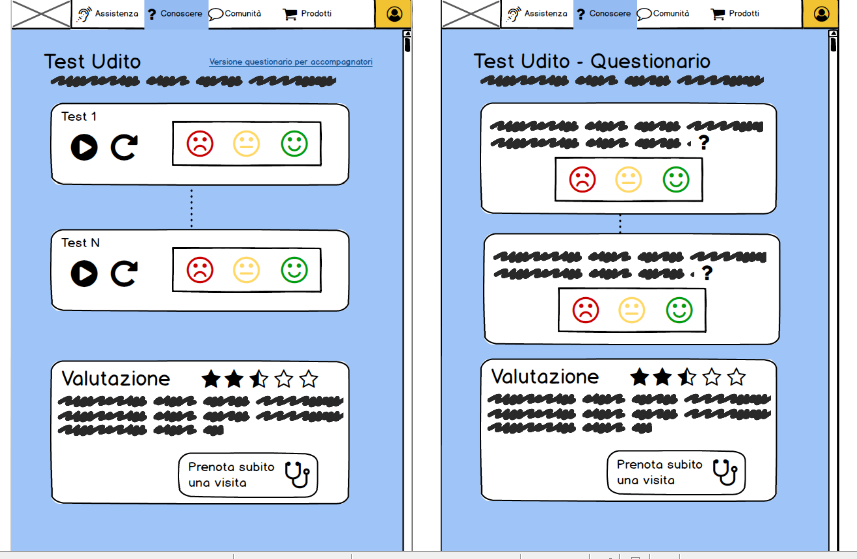 Assistenza ? Conoscere Comunità Prodotti
Test Udito Versione questionario per accompagnatori
Test 1
Test N
Valutazione
Prenota subito
una visita
Assistenza ? Conoscere Comunità Prodotti
Test Udito - Questionario
?
?
Valutazione
Prenota subito
una visita